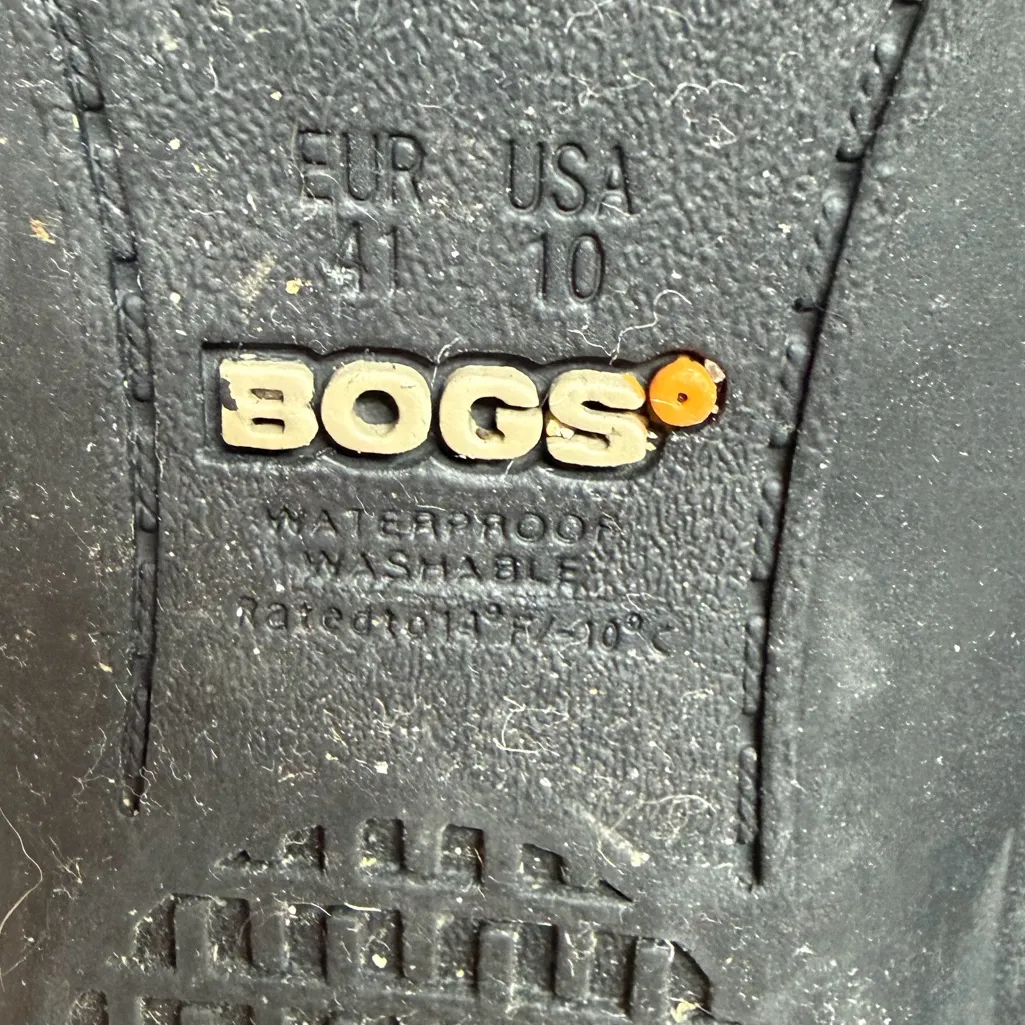 EUR USA
41 10
BOGS
WATERPROOF
WASHABLE
Rated to 14°F/-10°C